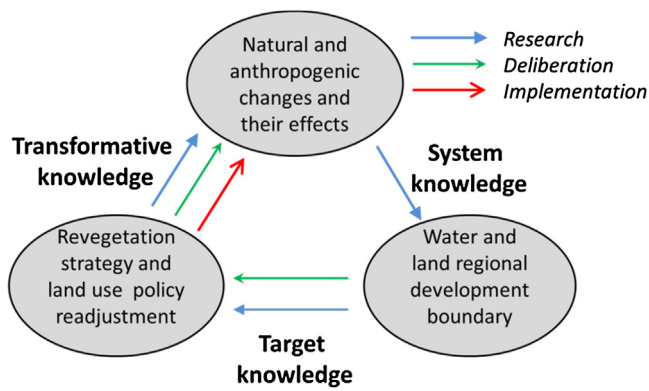 Natural and
anthropogenic
changes and
their effects
Research
Deliberation
Implementation
Transformative
knowledge
System
knowledge
Revegetation
strategy and
land use policy
readjustment
Water and
land regional
development
boundary
Target
knowledge